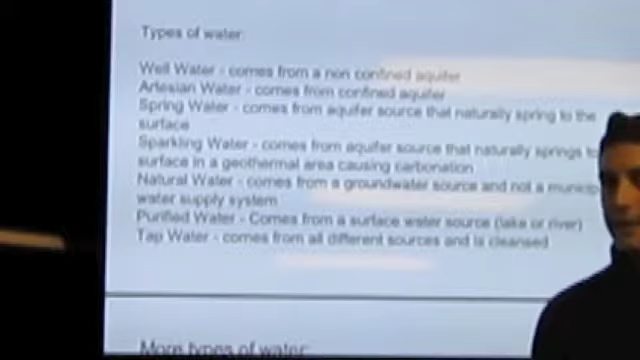 Types of water:
Well Water - comes from a non confined aquifer
Artesian Water - comes from confined aquifer
Spring Water - comes from aquifer source that naturally spring to the
surface
Sparkling Water - comes from aquifer source that naturally springs to
surface in a geothermal area causing carbonation
Natural Water - comes from a groundwater source and not a municip
water supply system
Purified Water - Comes from a surface water source (lake or river)
Tap Water - comes from all different sources and is cleansed
More types of water: